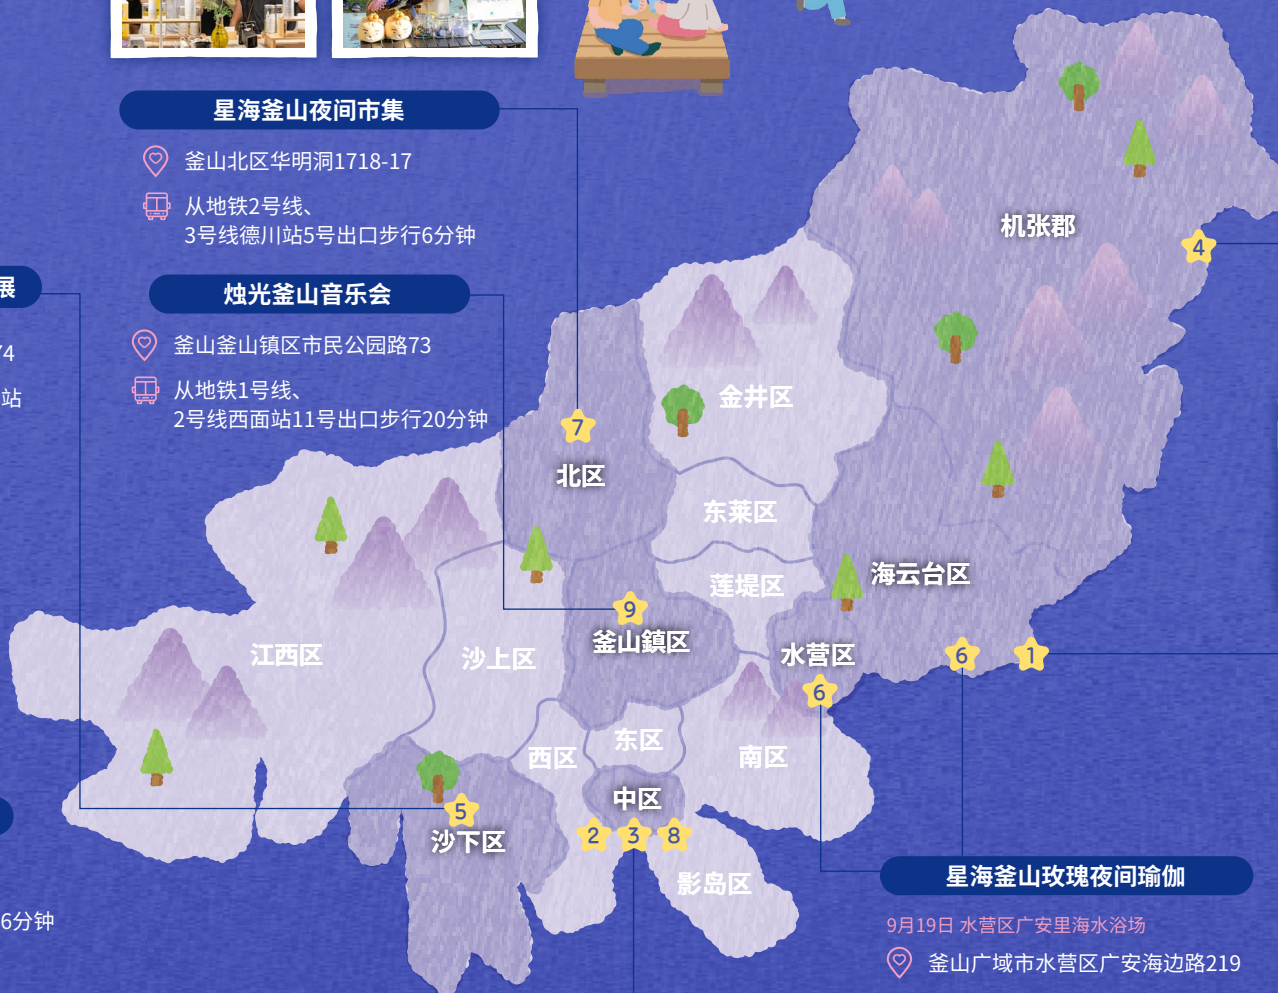 星海釜山夜间市集
釜山北区华明洞1718-17
从地铁2号线、
3号线德川站5号出口步行6分钟
展
74
站
烛光釜山音乐会
釜山釜山镇区市民公园路73
从地铁1号线、
2号线西面站11号出口步行20分钟
机张郡
4
金井区
7
北区
东莱区
海云台区
莲堤区
9
釜山鎮区
江西区
沙上区
水营区
6
1
6
西区
东区
南区
中区
5
沙下区
2
3
8
影岛区
6分钟
星海釜山玫瑰夜间瑜伽
9月19日 水营区广安里海水浴场
釜山广域市水营区广安海边路219